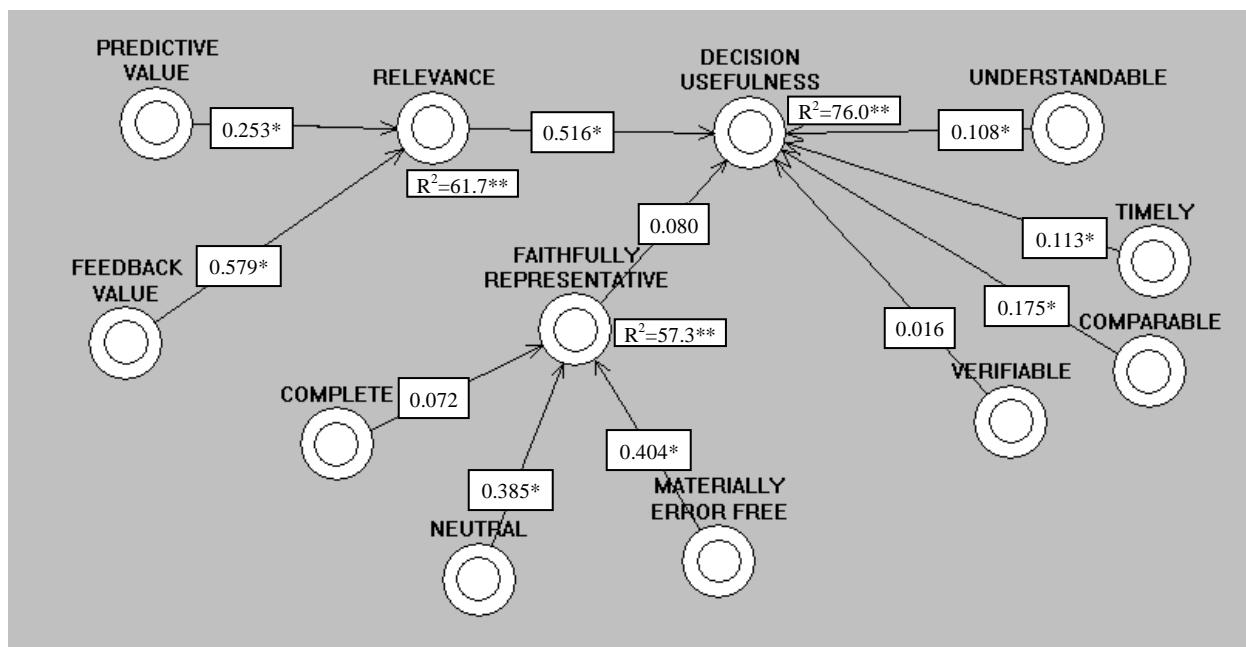 PREDICTIVE
VALUE
RELEVANCE
DECISION
USEFULNESS
UNDERSTANDABLE
0.253*
0.516*
R²=76.0**
0.108*
R²=61.7**
0.080
TIMELY
0.113*
FEEDBACK
VALUE
0.579*
FAITHFULLY
REPRESENTATIVE
R²=57.3**
0.175*
COMPARABLE
0.016
VERIFIABLE
COMPLETE
0.072
0.404*
0.385*
MATERIALLY
ERROR FREE
NEUTRAL